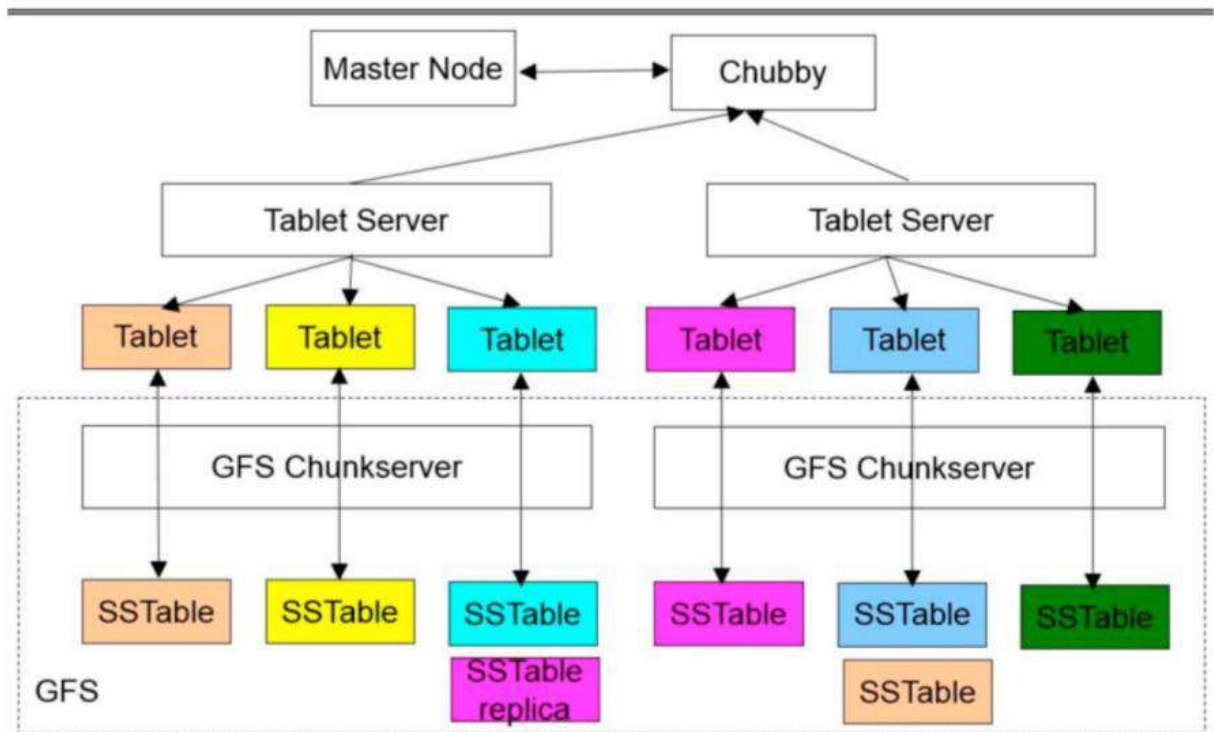 Master Node
Chubby
Tablet Server
Tablet Server
Tablet
Tablet
Tablet
Tablet
Tablet
Tablet
GFS Chunkserver
GFS Chunkserver
SSTable
SSTable
SSTable
SSTable
SSTable
SSTable
GFS
SSTable
replica
SSTable